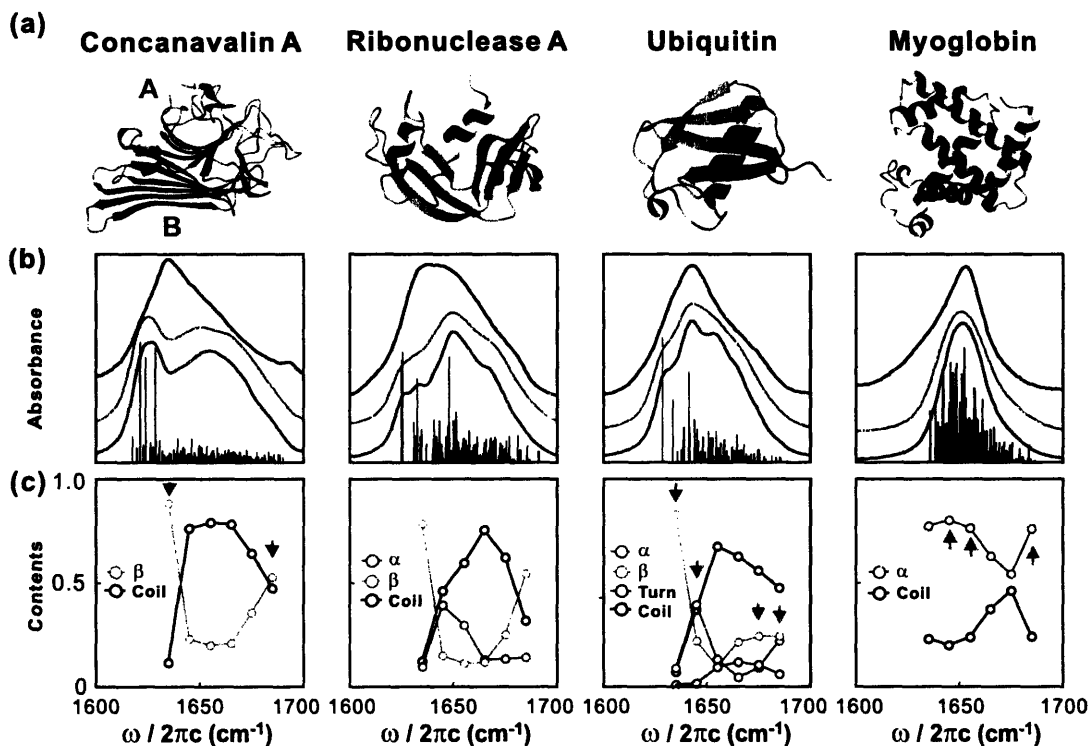 (a)
Concanavalin A
Ribonuclease A
Ubiquitin
Myoglobin
A
B
(b)
Absorbance
(c)
Contents
1.0
0.5
0
β
Coil
α
β
Coil
α
β
Turn
Coil
α
Coil
1600 1650 1700
1600 1650 1700
1600 1650 1700
1600 1650 1700
ω / 2πc (cm⁻¹)
ω / 2πc (cm⁻¹)
ω / 2πc (cm⁻¹)
ω / 2πc (cm⁻¹)